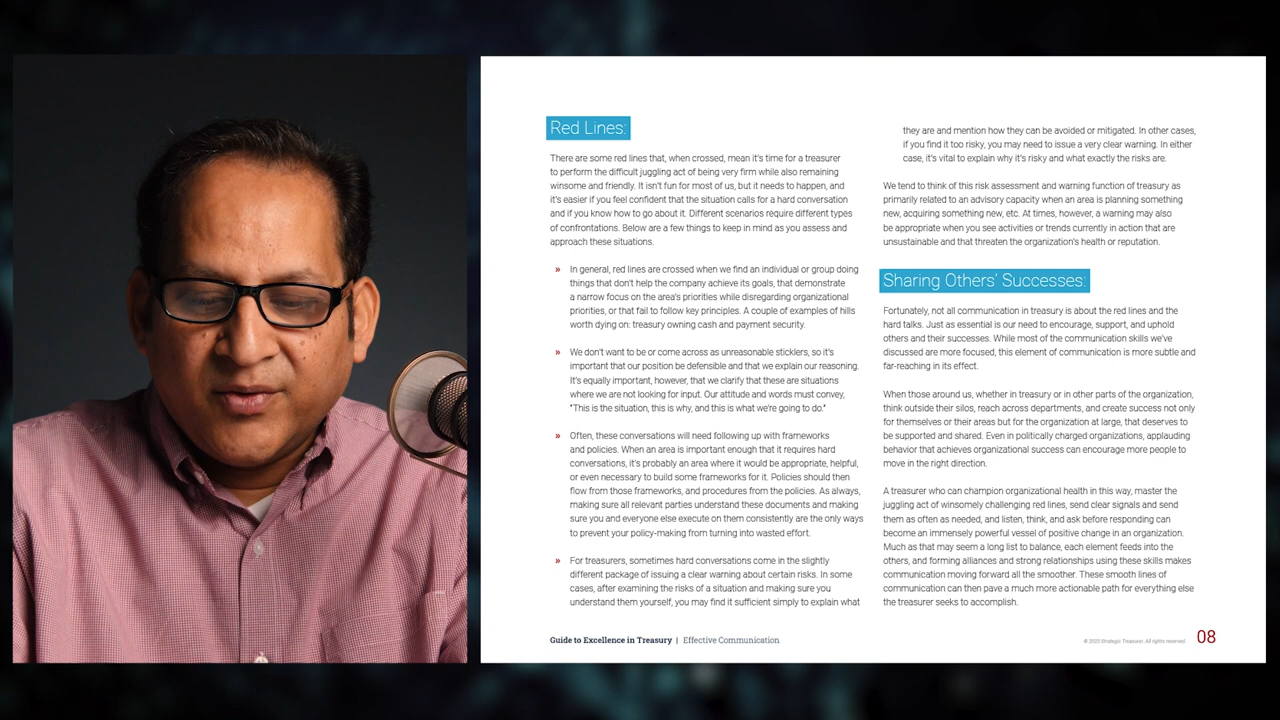 Red Lines:
There are some red lines that, when crossed, mean it's time for a treasurer
to perform the difficult juggling act of being very firm while also remaining
winsome and friendly. It isn't fun for most of us, but it needs to happen, and
it's easier if you feel confident that the situation calls for a hard conversation
and if you know how to go about it. Different scenarios require different types
of confrontations. Below are a few things to keep in mind as you assess and
approach these situations.
» In general, red lines are crossed when we find an individual or group doing
things that don't help the company achieve its goals, that demonstrate
a narrow focus on the area's priorities while disregarding organizational
priorities, or that fail to follow key principles. A couple of examples of hills
worth dying on: treasury owning cash and payment security.
» We don't want to be or come across as unreasonable sticklers, so it's
important that our position be defensible and that we explain our reasoning.
It's equally important, however, that we clarify that these are situations
where we are not looking for input. Our attitude and words must convey,
"This is the situation, this is why, and this is what we're going to do."
» Often, these conversations will need following up with frameworks
and policies. When an area is important enough that it requires hard
conversations, it's probably an area where it would be appropriate, helpful,
or even necessary to build some frameworks for it. Policies should then
flow from those frameworks, and procedures from the policies. As always,
making sure all relevant parties understand these documents and making
sure you and everyone else execute on them consistently are the only ways
to prevent your policy-making from turning into wasted effort.
» For treasurers, sometimes hard conversations come in the slightly
different package of issuing a clear warning about certain risks. In some
cases, after examining the risks of a situation and making sure you
understand them yourself, you may find it sufficient simply to explain what
they are and mention how they can be avoided or mitigated. In other cases,
if you find it too risky, you may need to issue a very clear warning. In either
case, it's vital to explain why it's risky and what exactly the risks are.
We tend to think of this risk assessment and warning function of treasury as
primarily related to an advisory capacity when an area is planning something
new, acquiring something new, etc. At times, however, a warning may also
be appropriate when you see activities or trends currently in action that are
unsustainable and that threaten the organization's health or reputation.
Sharing Others' Successes:
Fortunately, not all communication in treasury is about the red lines and the
hard talks. Just as essential is our need to encourage, support, and uphold
others and their successes. While most of the communication skills we've
discussed are more focused, this element of communication is more subtle and
far-reaching in its effect.
When those around us, whether in treasury or in other parts of the organization,
think outside their silos, reach across departments, and create success not only
for themselves or their areas but for the organization at large, that deserves to
be supported and shared. Even in politically charged organizations, applauding
behavior that achieves organizational success can encourage more people to
move in the right direction.
A treasurer who can champion organizational health in this way, master the
juggling act of winsomely challenging red lines, send clear signals and send
them as often as needed, and listen, think, and ask before responding can
become an immensely powerful vessel of positive change in an organization.
Much as that may seem a long list to balance, each element feeds into the
others, and forming alliances and strong relationships using these skills makes
communication moving forward all the smoother. These smooth lines of
communication can then pave a much more actionable path for everything else
the treasurer seeks to accomplish.
Guide to Excellence in Treasury | Effective Communication
© 2023 Strategic Treasurer. All rights reserved. 08